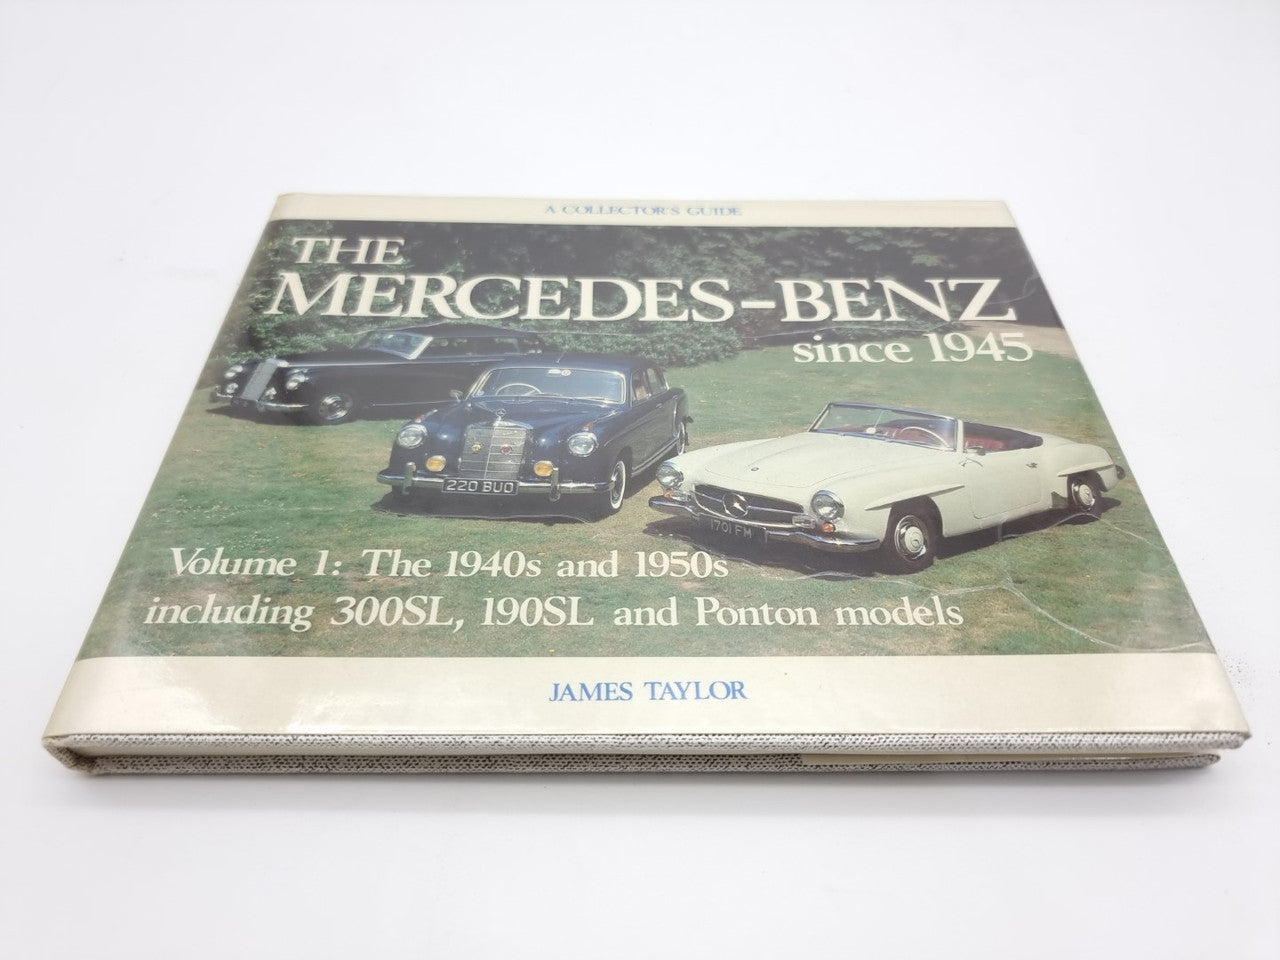 A COLLECTOR'S GUIDE
THE
MERCEDES-BENZ
since 1945
220 BUO
1701 FM
Volume 1: The 1940s and 1950s
including 300SL, 190SL and Ponton models
JAMES TAYLOR